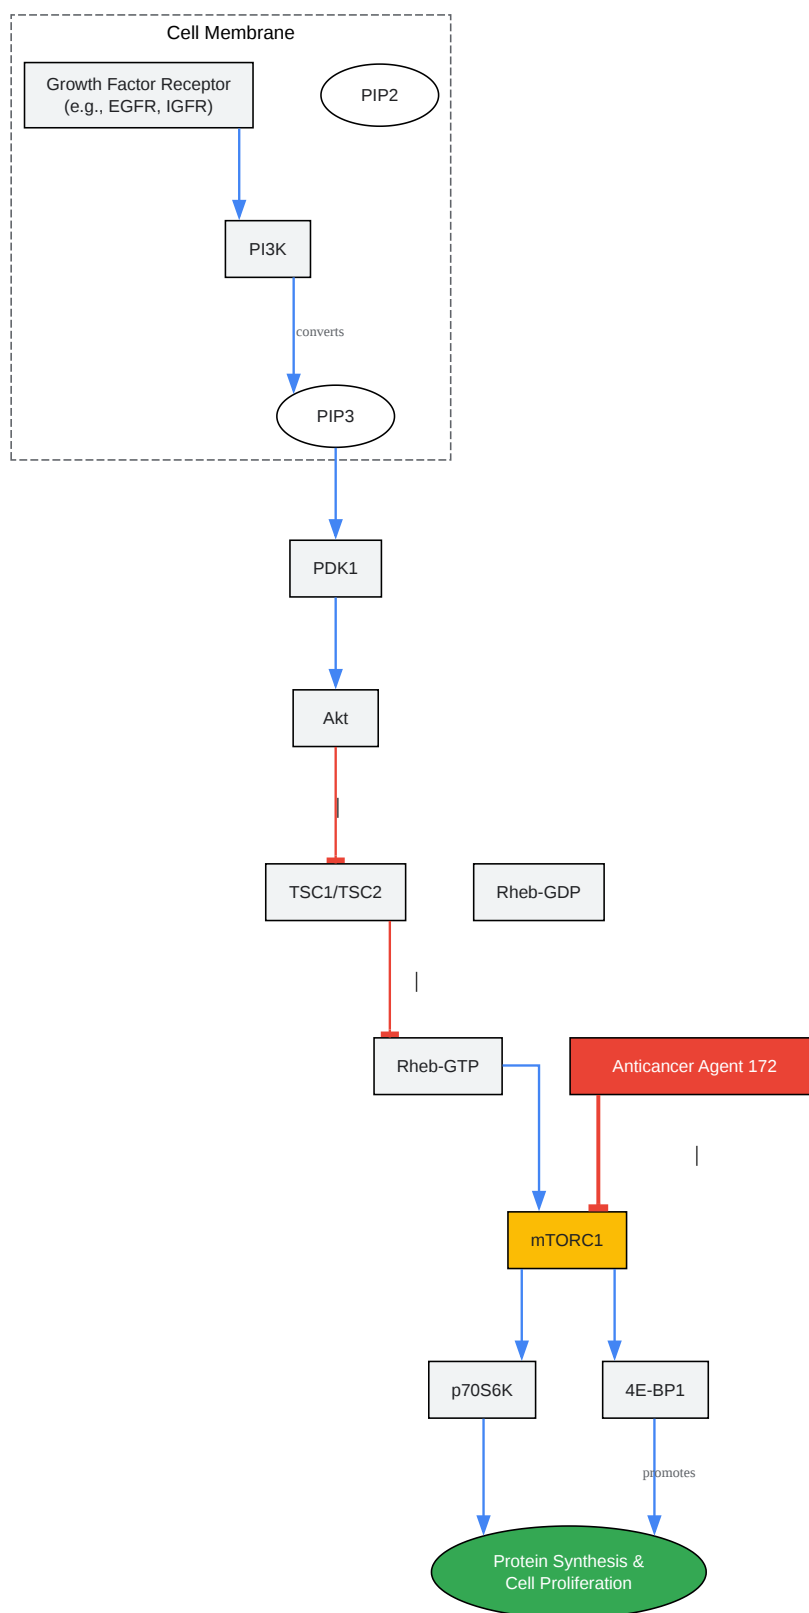 Cell Membrane
Growth Factor Receptor
(e.g., EGFR, IGFR)
PIP2
PI3K
converts
PIP3
PDK1
Akt
|
TSC1/TSC2
Rheb-GDP
|
Rheb-GTP
Anticancer Agent 172
|
mTORC1
p70S6K
4E-BP1
promotes
Protein Synthesis &
Cell Proliferation